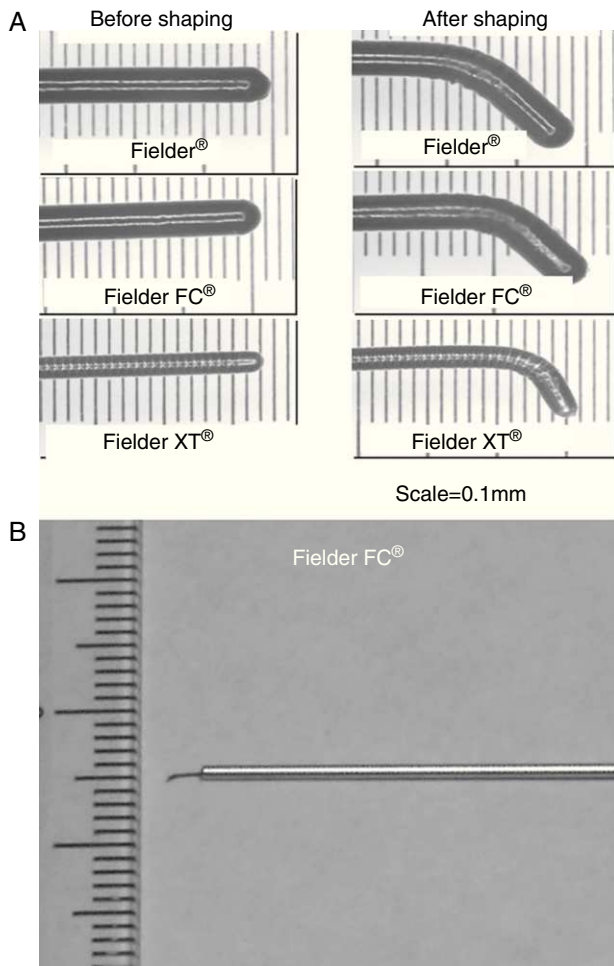 A
Before shaping After shaping
Fielder® Fielder®
Fielder FC® Fielder FC®
Fielder XT® Fielder XT®
Scale=0.1mm
B
Fielder FC®